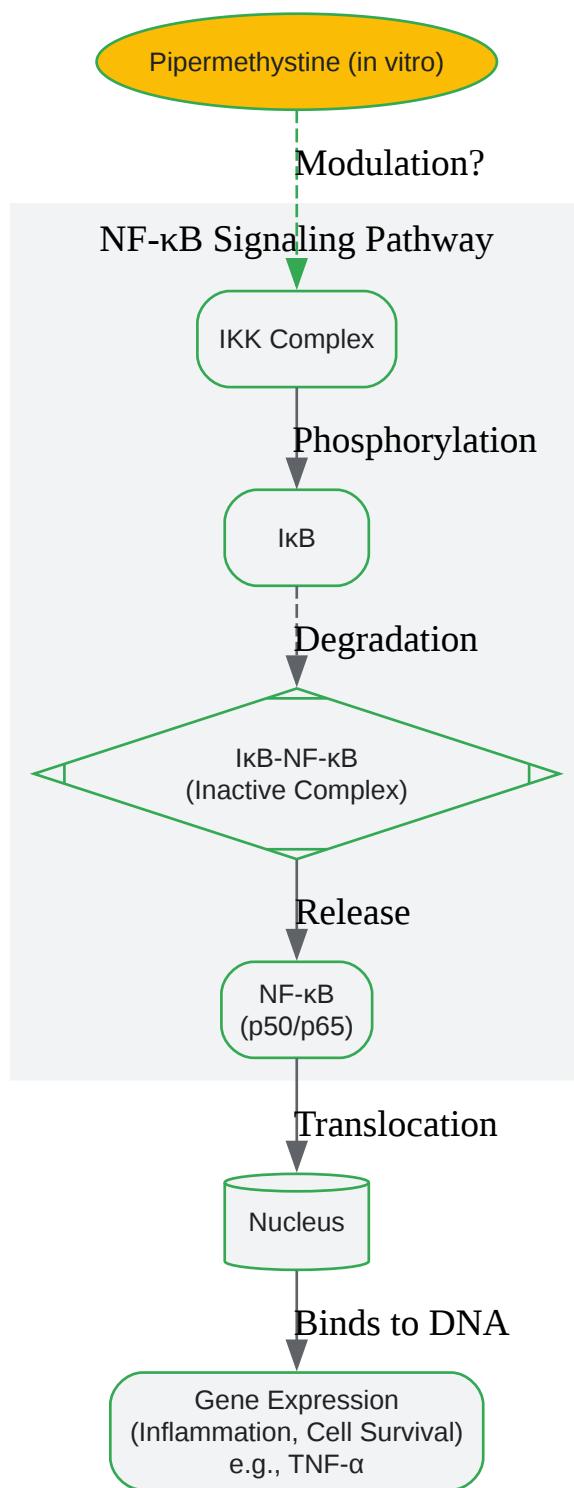 Pipermethystine (in vitro)
Modulation?
NF-κB Signaling Pathway
IKK Complex
Phosphorylation
IκB
Degradation
IκB-NF-κB
(Inactive Complex)
Release
NF-κB
(p50/p65)
Translocation
Nucleus
Binds to DNA
Gene Expression
(Inflammation, Cell Survival)
e.g., TNF-α